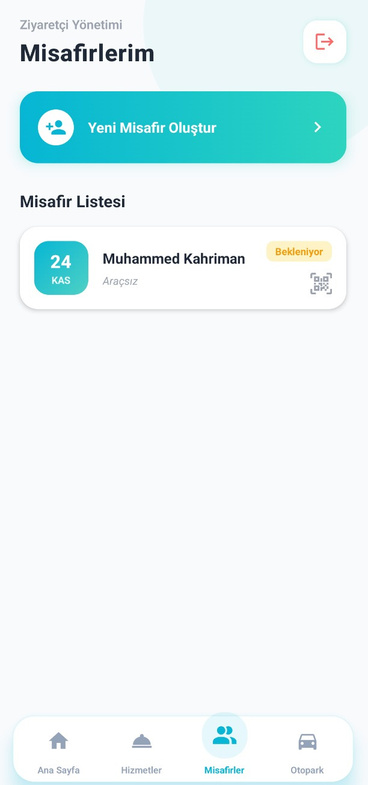 Ziyaretçi Yönetimi
Misafirlerim
Yeni Misafir Oluştur
Misafir Listesi
24
KAS
Muhammed Kahriman
Araçsız
Bekleniyor
Ana Sayfa
Hizmetler
Misafirler
Otopark